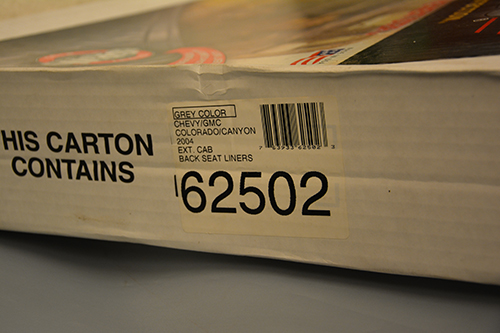 HIS CARTON
CONTAINS
GREY COLOR
CHEVY/GMC
COLORADO/CANYON
2004
EXT. CAB
BACK SEAT LINERS
62502